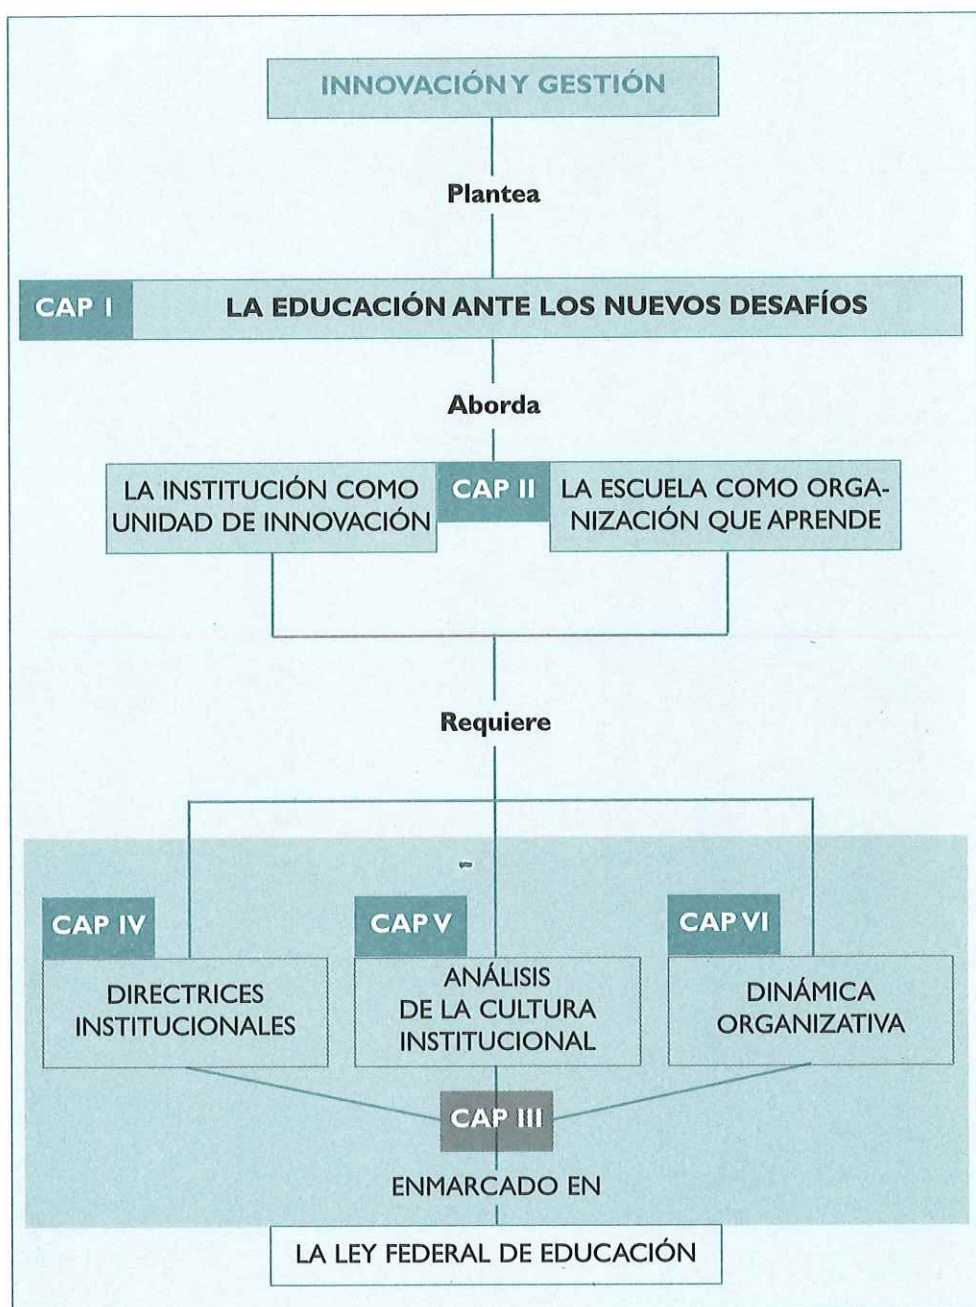 INNOVACIÓN Y GESTIÓN
Plantea
CAP I
LA EDUCACIÓN ANTE LOS NUEVOS DESAFÍOS
Aborda
LA INSTITUCIÓN COMO
UNIDAD DE INNOVACIÓN
CAP II
LA ESCUELA COMO ORGA-
NIZACIÓN QUE APRENDE
Requiere
CAP IV
DIRECTRICES
INSTITUCIONALES
CAP V
ANÁLISIS
DE LA CULTURA
INSTITUCIONAL
CAP VI
DINÁMICA
ORGANIZATIVA
CAP III
ENMARCADO EN
LA LEY FEDERAL DE EDUCACIÓN